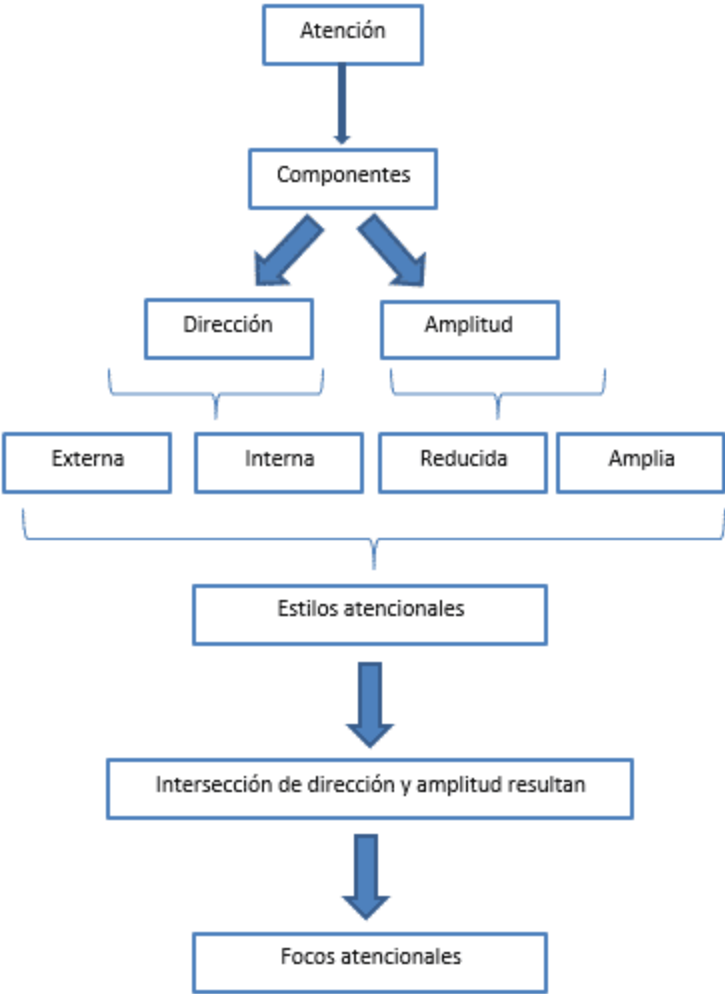 Atención
Componentes
Dirección
Amplitud
Externa
Interna
Reducida
Amplia
Estilos atencionales
Intersección de dirección y amplitud resultan
Focos atencionales